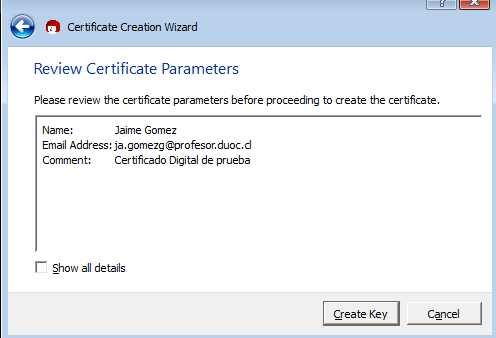 Certificate Creation Wizard
Review Certificate Parameters
Please review the certificate parameters before proceeding to create the certificate.
Name: Jaime Gomez
Email Address: ja.gomezg@profesor.duoc.cl
Comment: Certificado Digital de prueba
Show all details
Create Key Cancel